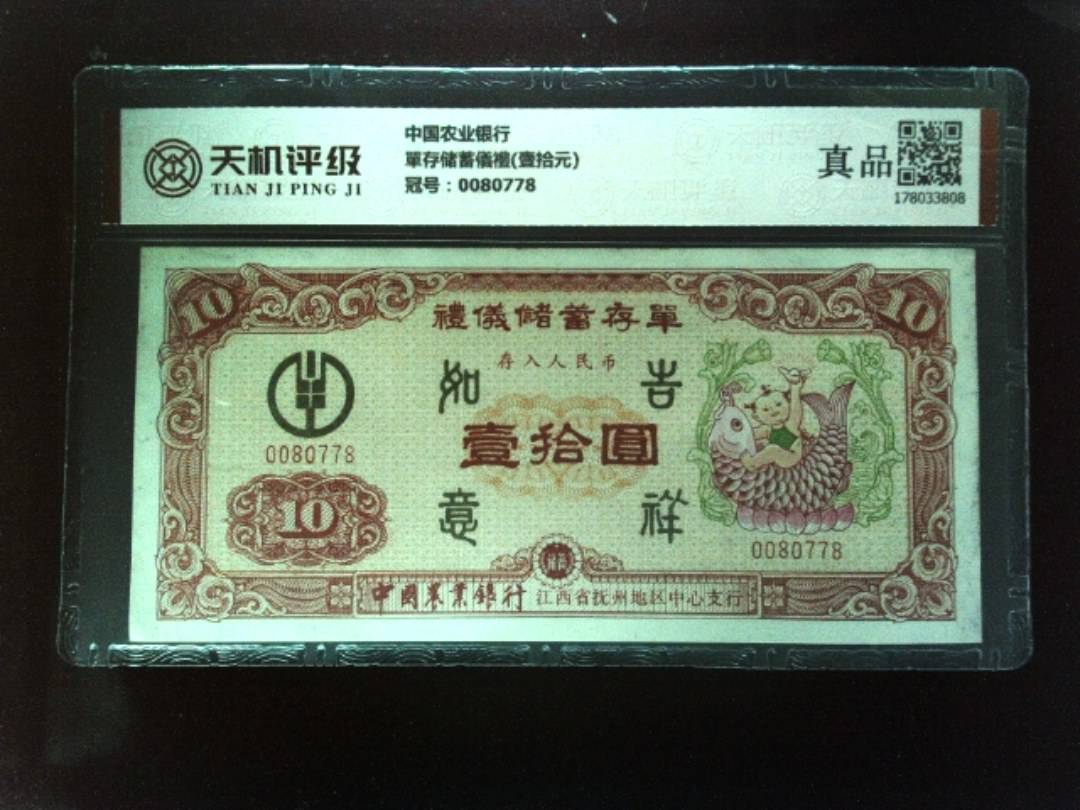 天机评级
TIAN JI PING JI
中国农业银行
單存储蓄儀禮(壹拾元)
冠号：0080778
真品
178033808
10
10
禮儀儲蓄存單
存入人民币
如
吉
壹拾圓
意
祥
0080778
10
0080778
中國農業銀行 江西省抚州地区中心支行